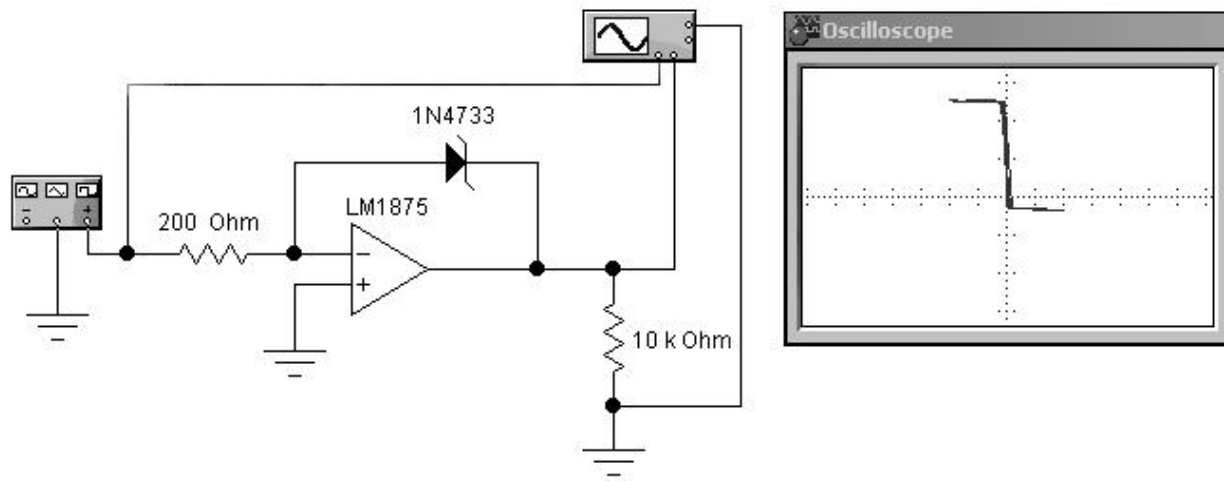 Oscilloscope
1N4733
LM1875
200 Ohm
− +
−
+
10 k Ohm